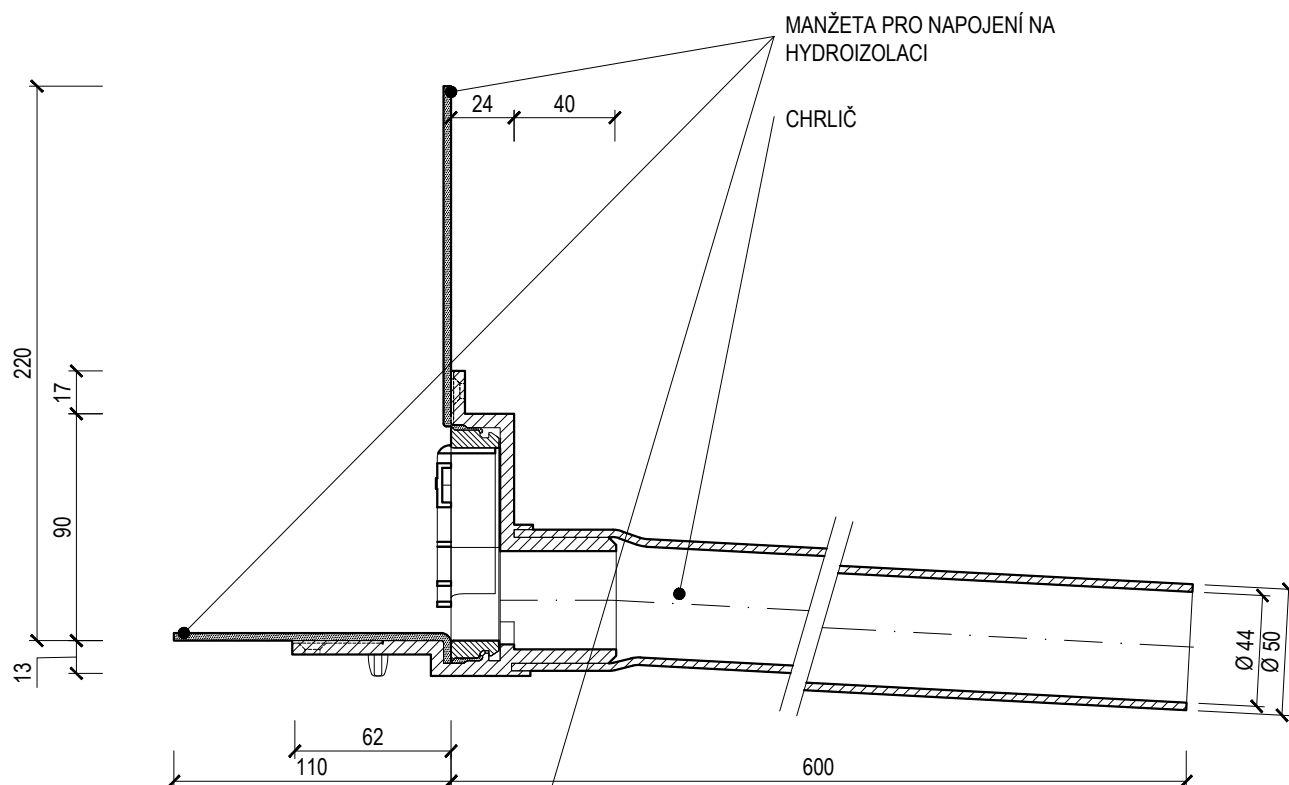 MANŽETA PRO NAPOJENÍ NA
HYDROIZOLACI
CHRLIČ
24
40
220
17
90
13
62
110
600
Ø 44
Ø 50